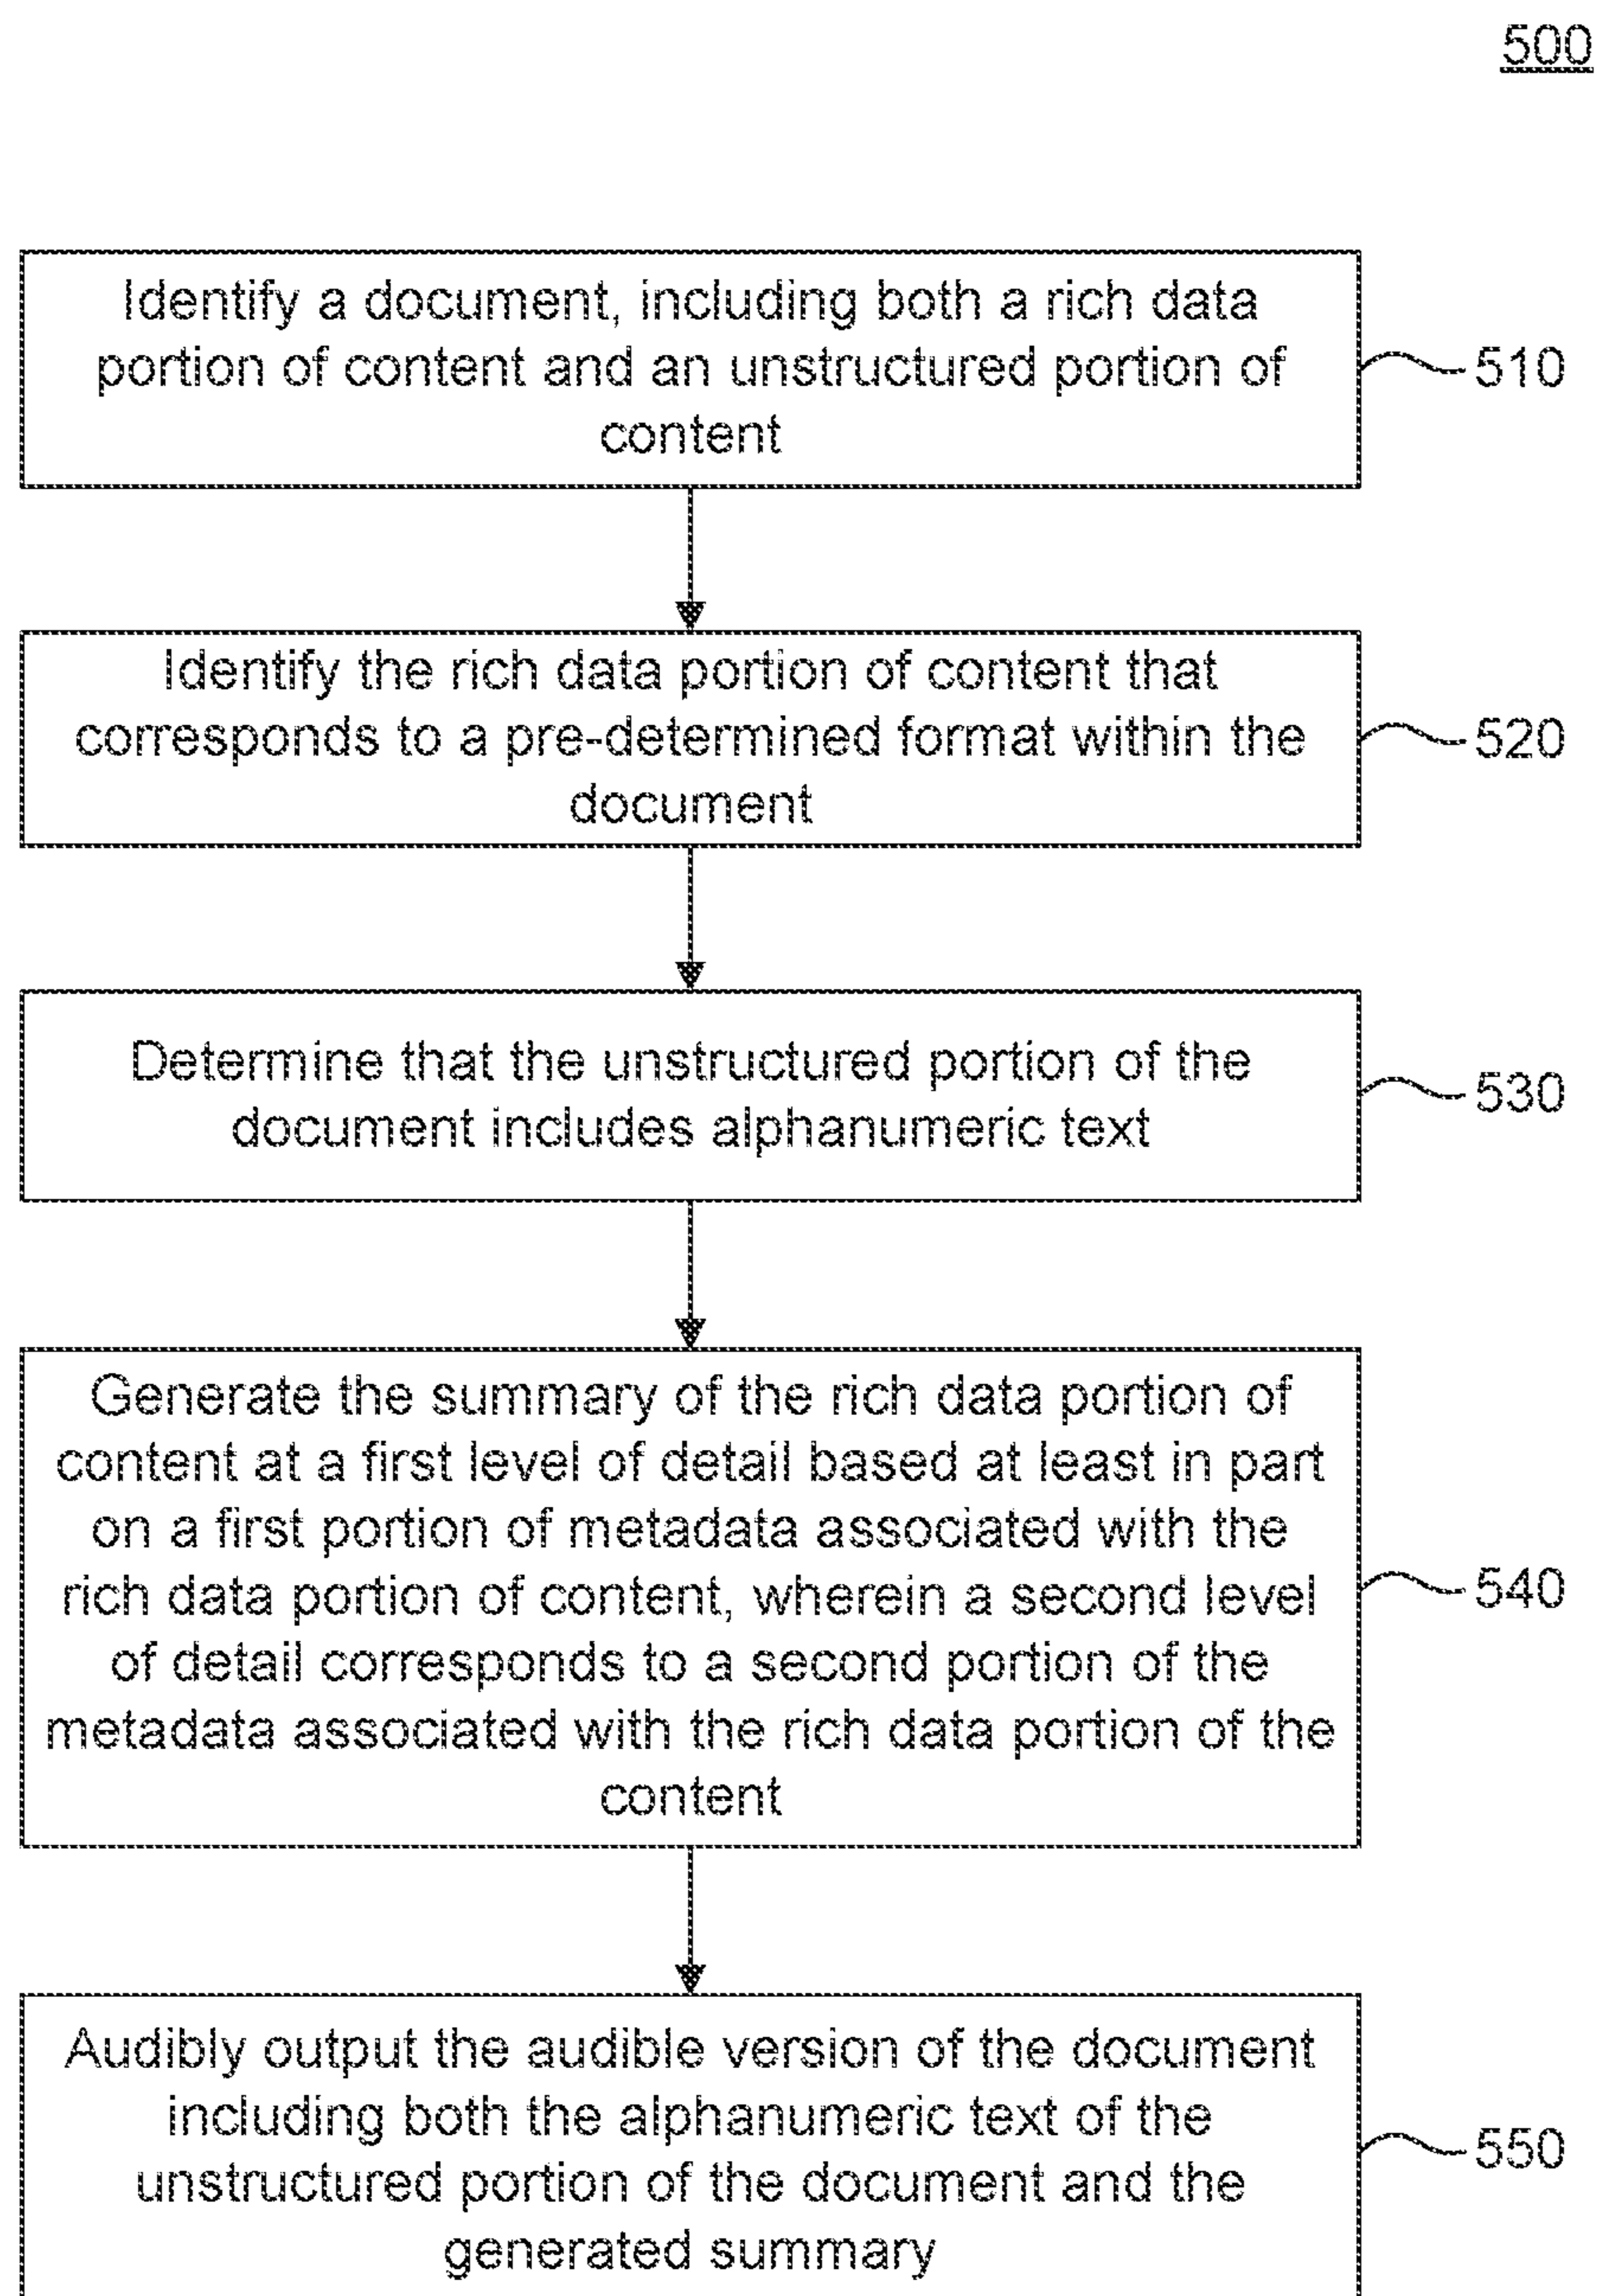 500
Identify a document, including both a rich data
portion of content and an unstructured portion of
content
510
Identify the rich data portion of content that
corresponds to a pre-determined format within the
document
520
Determine that the unstructured portion of the
document includes alphanumeric text
530
Generate the summary of the rich data portion of
content at a first level of detail based at least in part
on a first portion of metadata associated with the
rich data portion of content, wherein a second level
of detail corresponds to a second portion of the
metadata associated with the rich data portion of the
content
540
Audibly output the audible version of the document
including both the alphanumeric text of the
unstructured portion of the document and the
generated summary
550